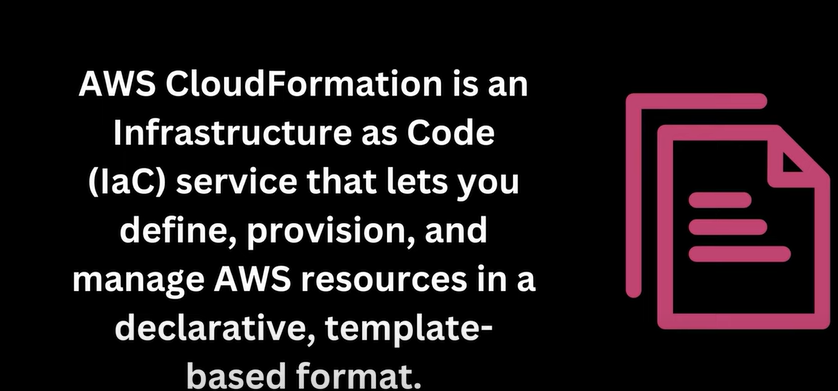 AWS CloudFormation is an
Infrastructure as Code
(IaC) service that lets you
define, provision, and
manage AWS resources in a
declarative, template-
based format.